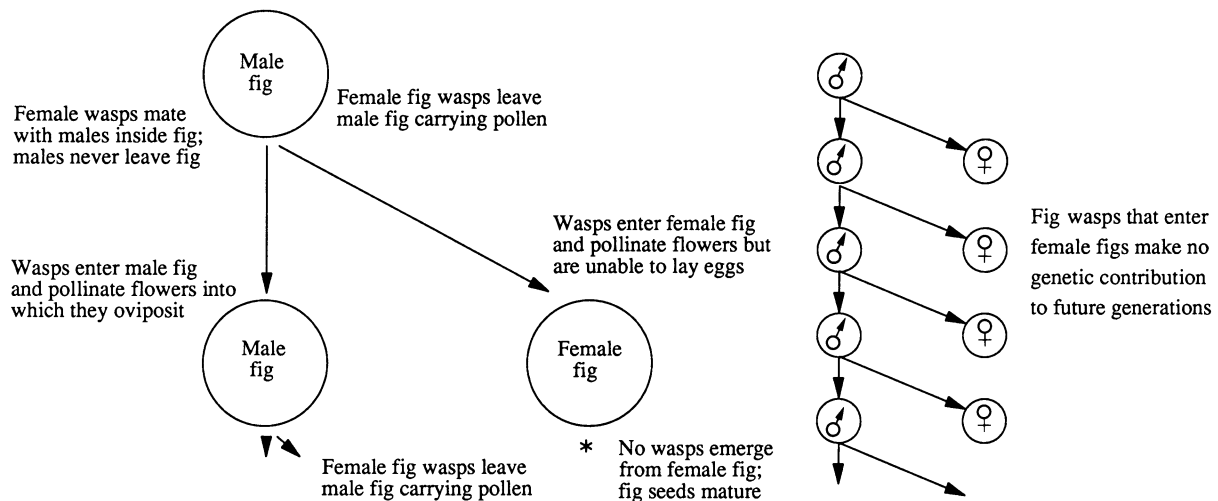 Male
fig
Female wasps mate
with males inside fig;
males never leave fig
Female fig wasps leave
male fig carrying pollen
Wasps enter male fig
and pollinate flowers into
which they oviposit
Wasps enter female fig
and pollinate flowers but
are unable to lay eggs
Male
fig
Female
fig
Female fig wasps leave
male fig carrying pollen
* No wasps emerge
from female fig;
fig seeds mature
♂
♀
♂
♀
♂
♀
♂
♀
♂
Fig wasps that enter
female figs make no
genetic contribution
to future generations